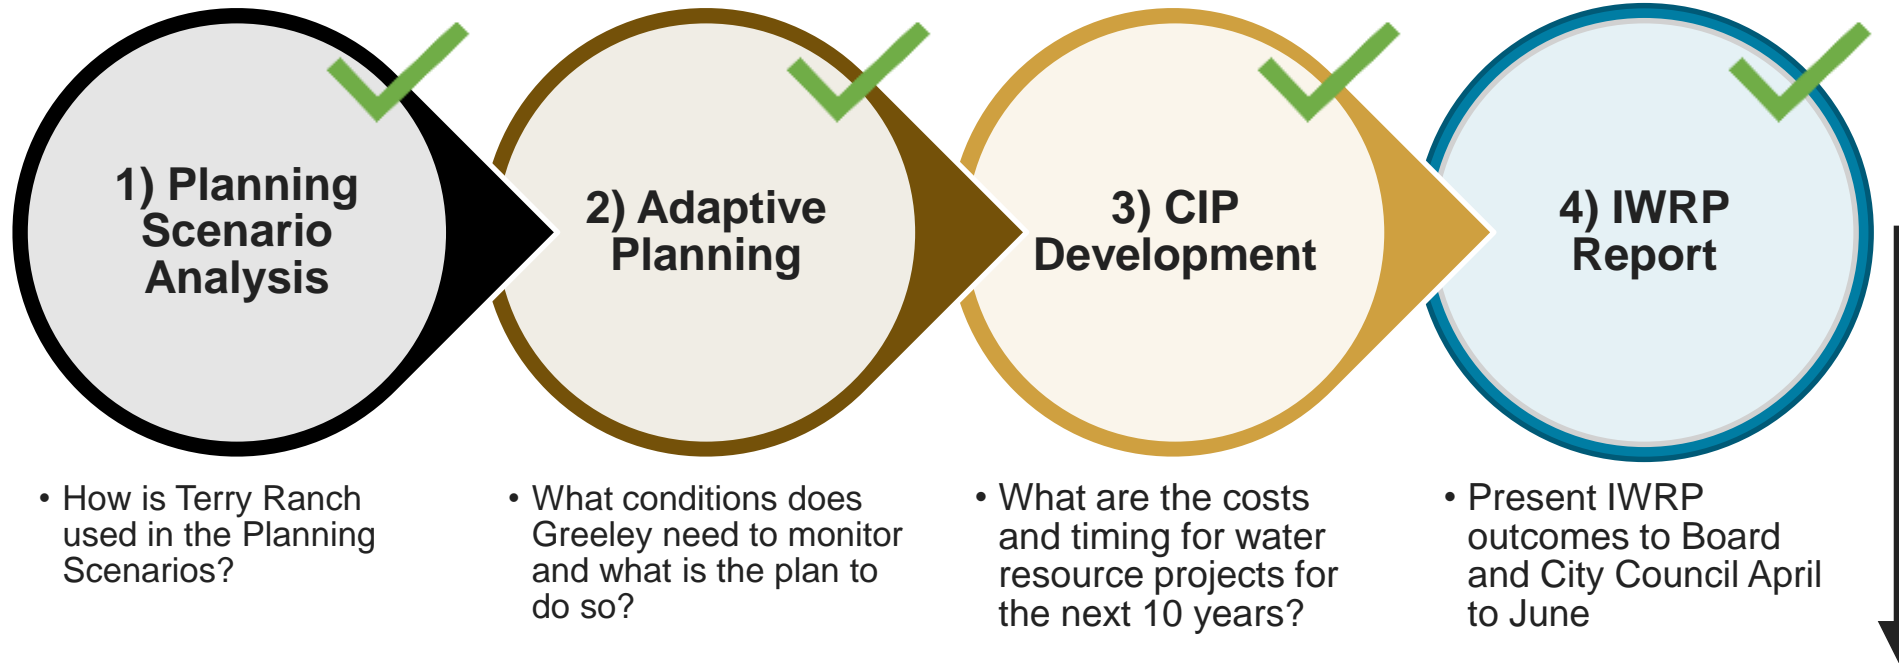 1) Planning
Scenario
Analysis
2) Adaptive
Planning
3) CIP
Development
4) IWRP
Report
• How is Terry Ranch
used in the Planning
Scenarios?
• What conditions does
Greeley need to monitor
and what is the plan to
do so?
• What are the costs
and timing for water
resource projects for
the next 10 years?
• Present IWRP
outcomes to Board
and City Council April
to June